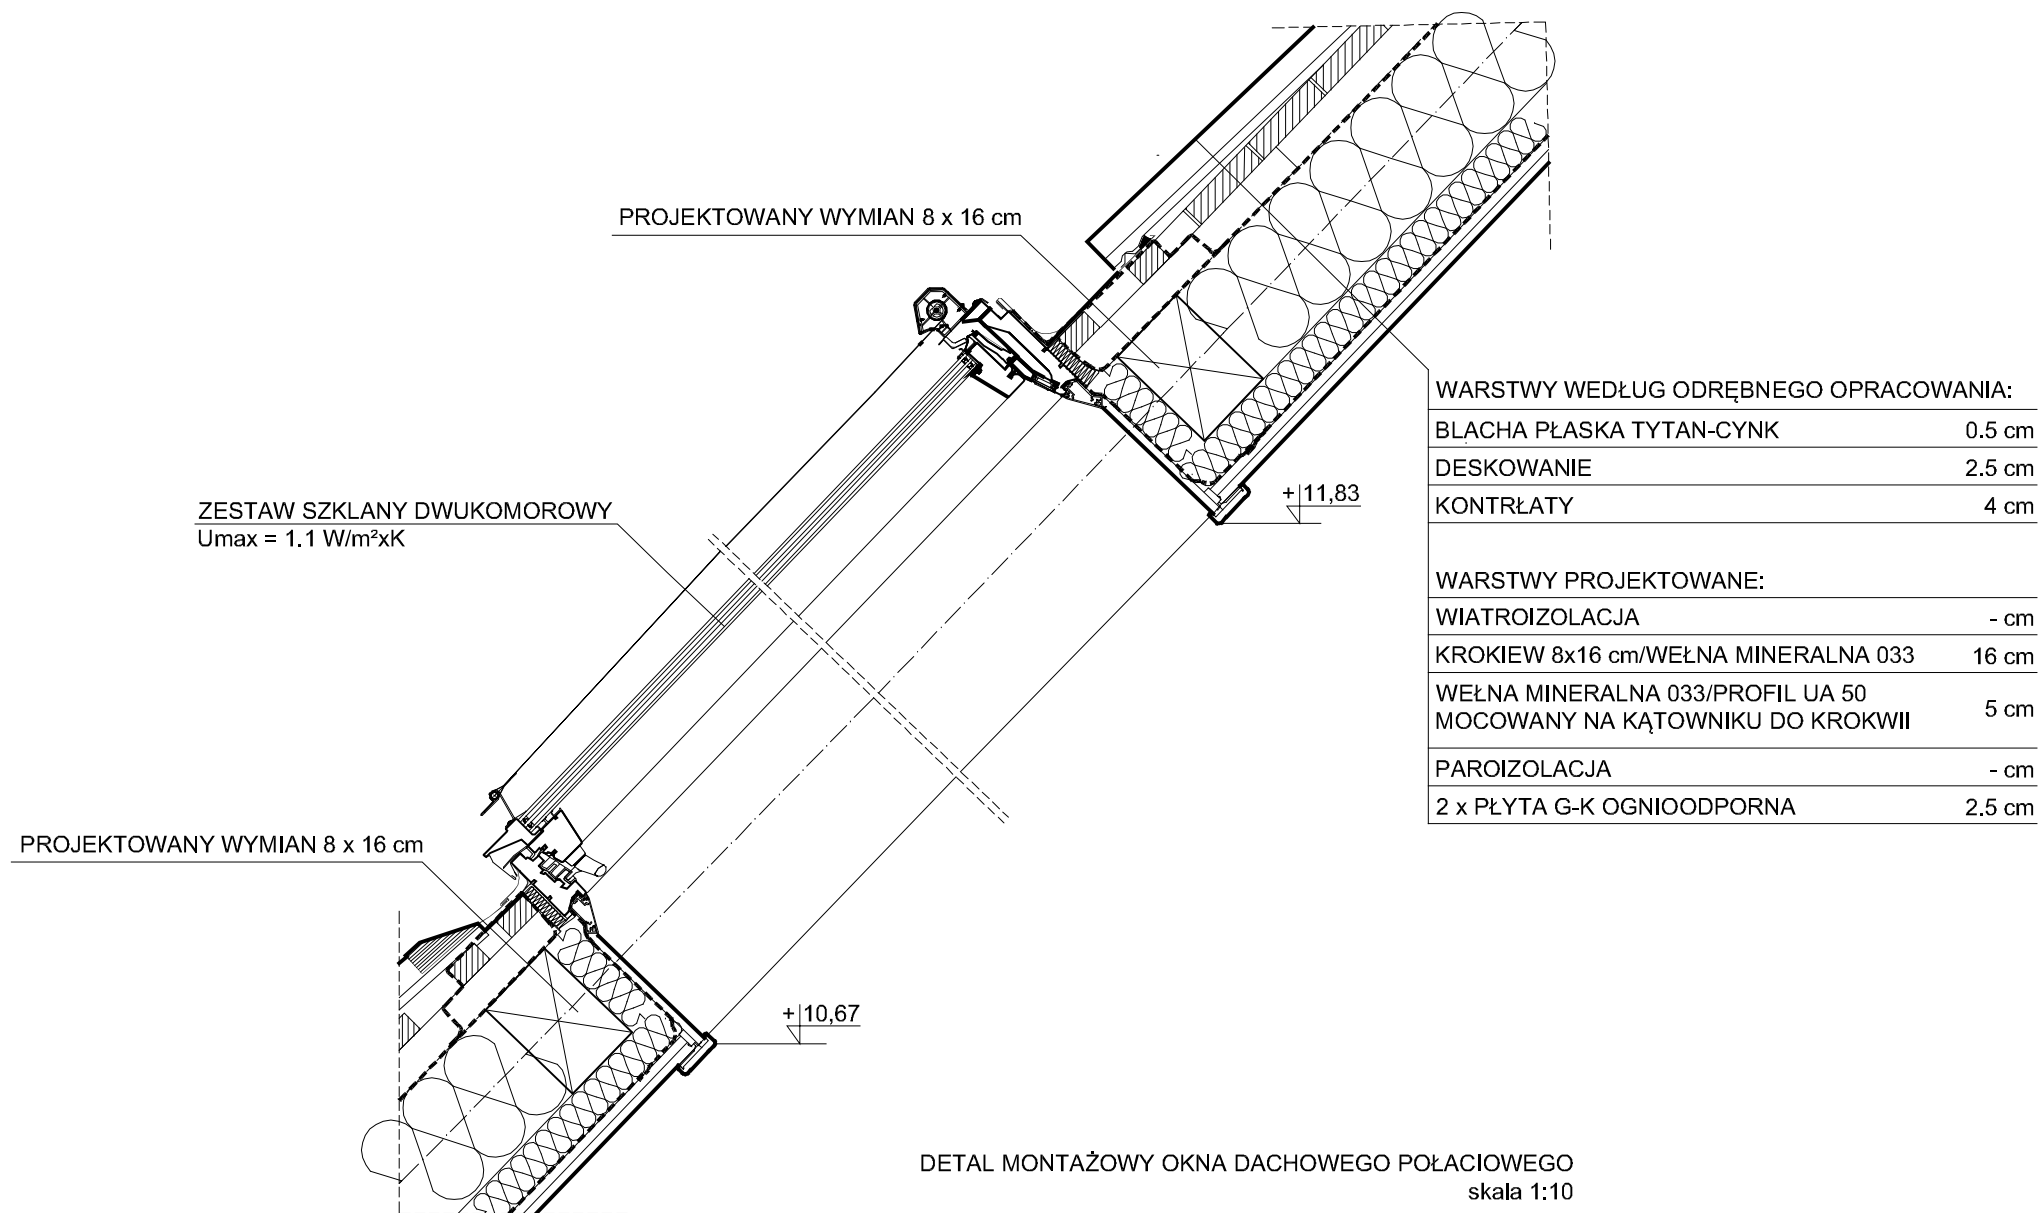 PROJEKTOWANY WYMIAN 8 x 16 cm
ZESTAW SZKLANY DWUKOMOROWY
Umax = 1.1 W/m²xK
+11,83
WARSTWY WEDŁUG ODRĘBNEGO OPRACOWANIA:
BLACHA PŁASKA TYTAN-CYNK 0.5 cm
DESKOWANIE 2.5 cm
KONTRŁATY 4 cm
WARSTWY PROJEKTOWANE:
WIATROIZOLACJA - cm
KROKIEW 8x16 cm/WEŁNA MINERALNA 033 16 cm
WEŁNA MINERALNA 033/PROFIL UA 50
MOCOWANY NA KĄTOWNIKU DO KROKWII 5 cm
PAROIZOLACJA - cm
2 x PŁYTA G-K OGNIOODPORNA 2.5 cm
PROJEKTOWANY WYMIAN 8 x 16 cm
+10,67
DETAL MONTAŻOWY OKNA DACHOWEGO POŁACIOWEGO
skala 1:10